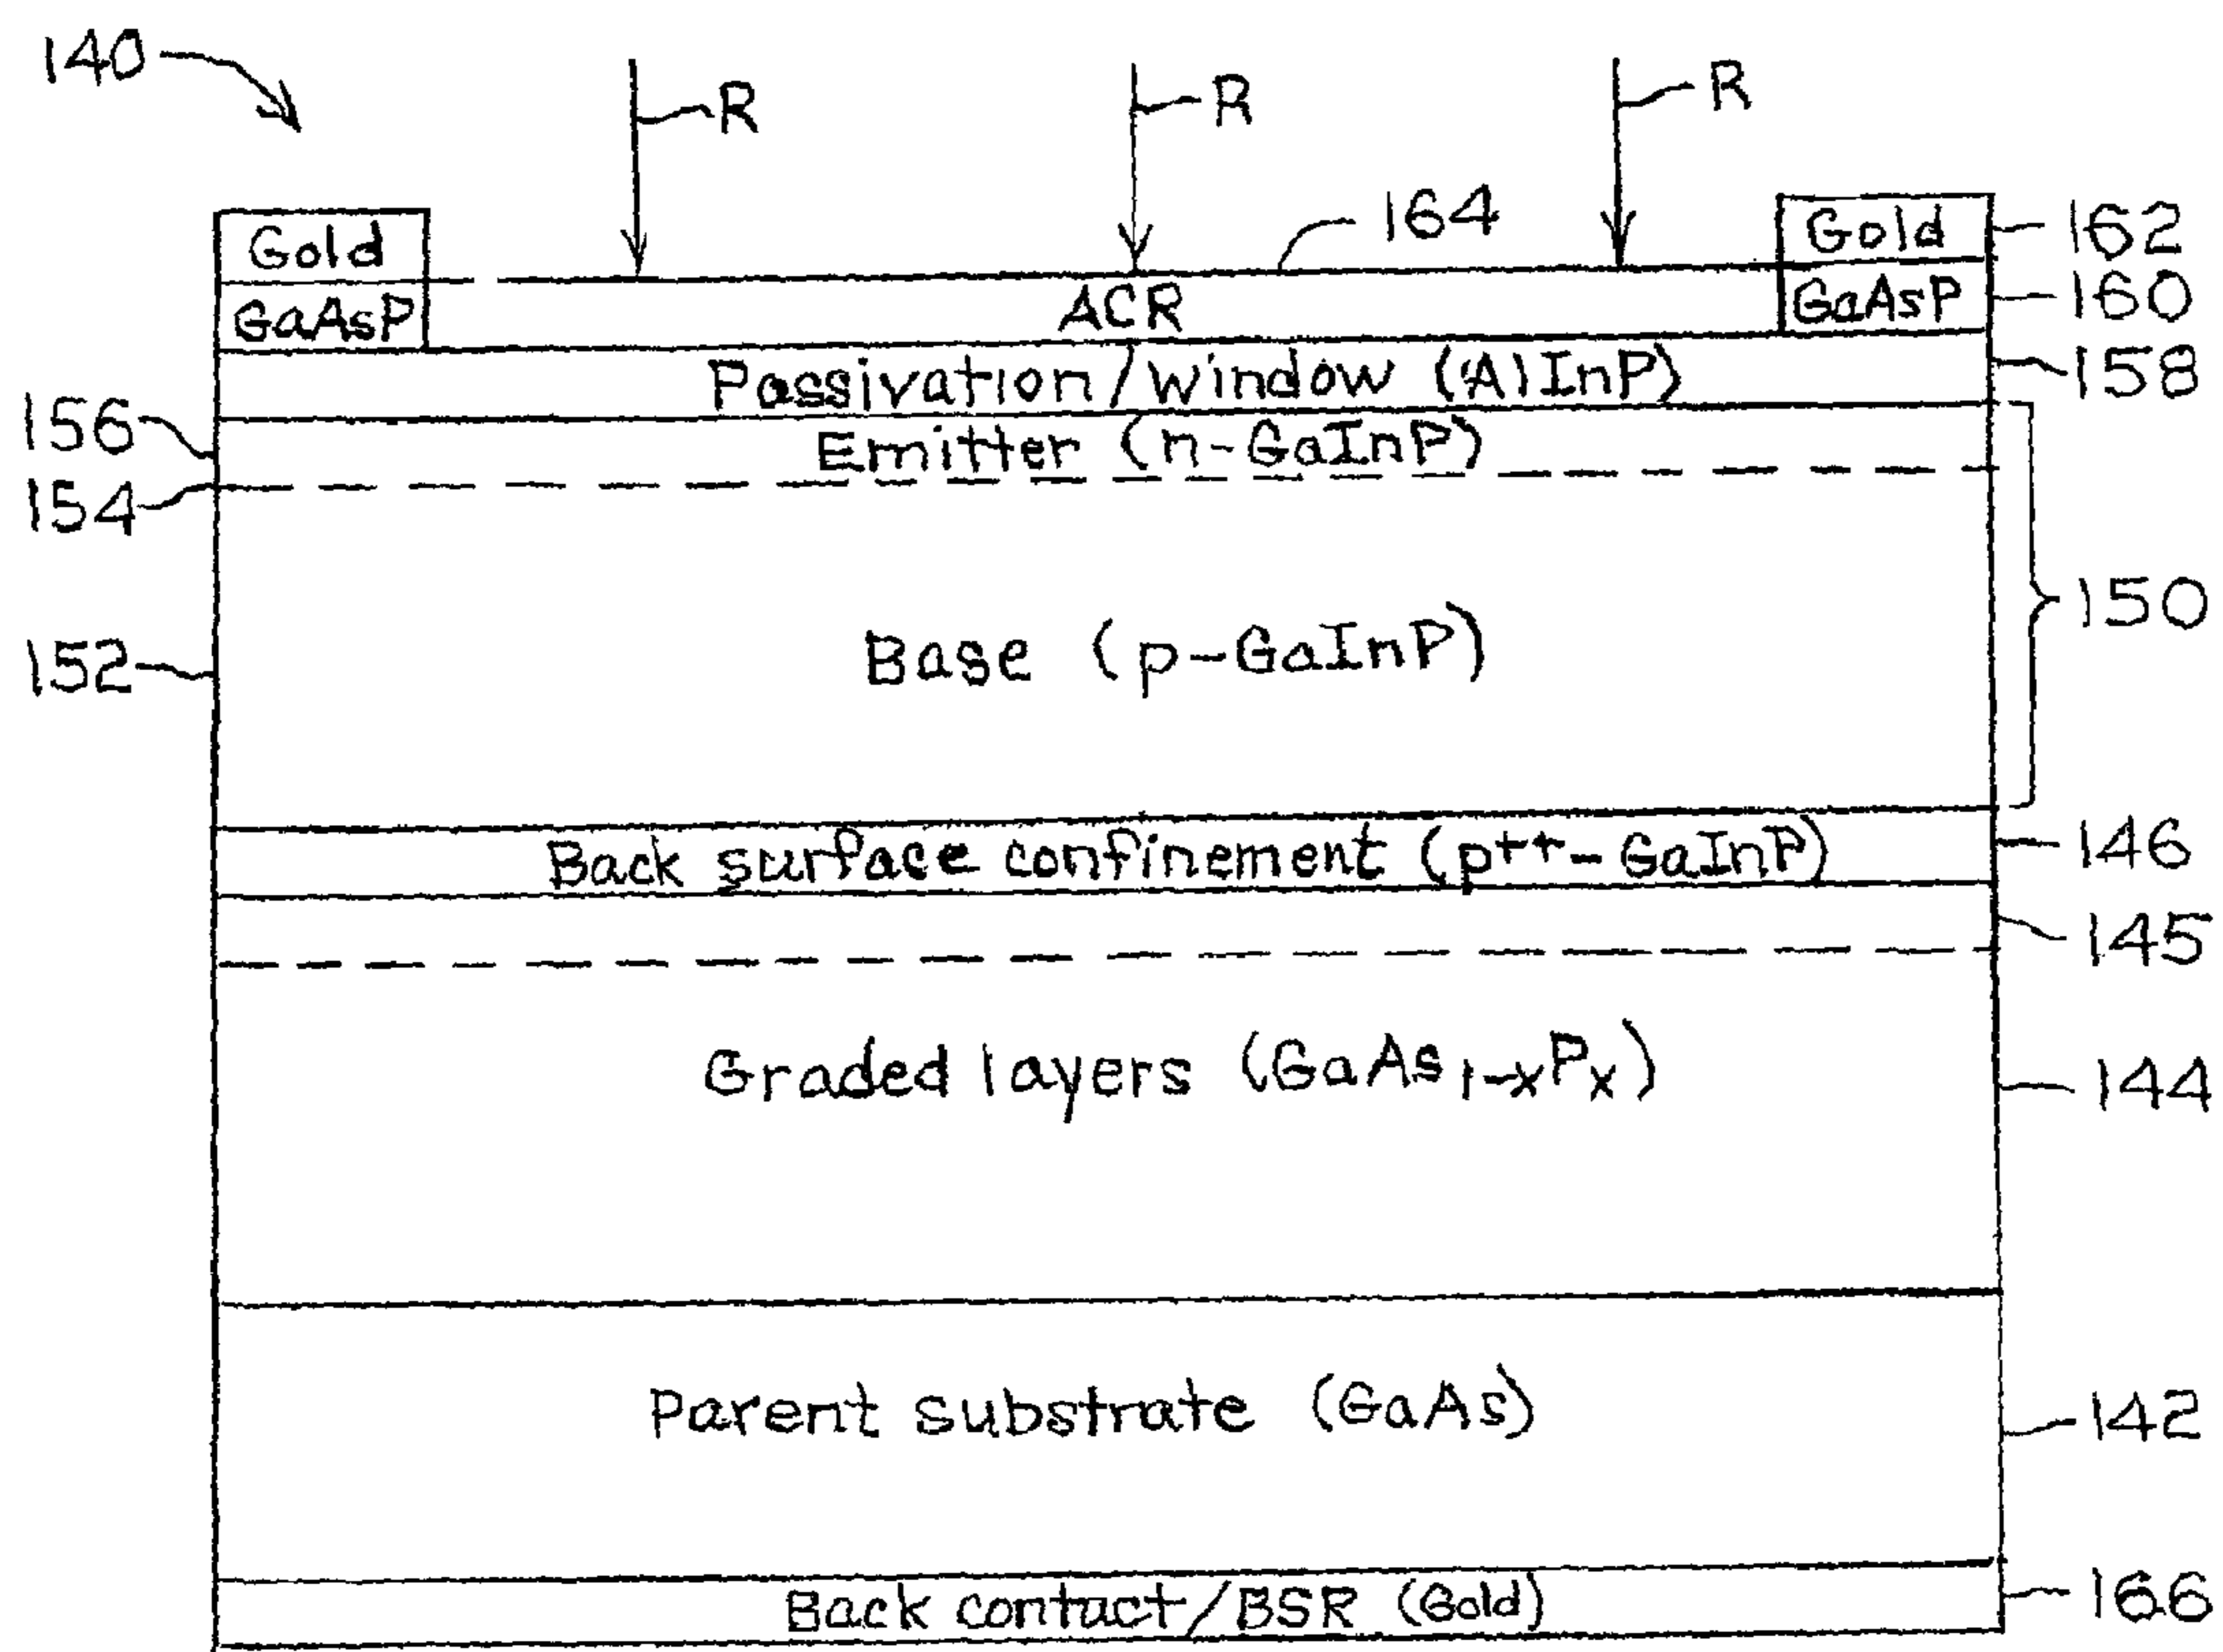 140
R R R
164
Gold Gold 162
GaAsP ACR GaAsP 160
Passivation/window (AlInP) 158
156 Emitter (n-GaInP)
154
150
152 Base (p-GaInP)
Back surface confinement (p++-GaInP) 146
145
Graded layers (GaAs1-xPx) 144
Parent substrate (GaAs) 142
Back contact/BSR (Gold) 166